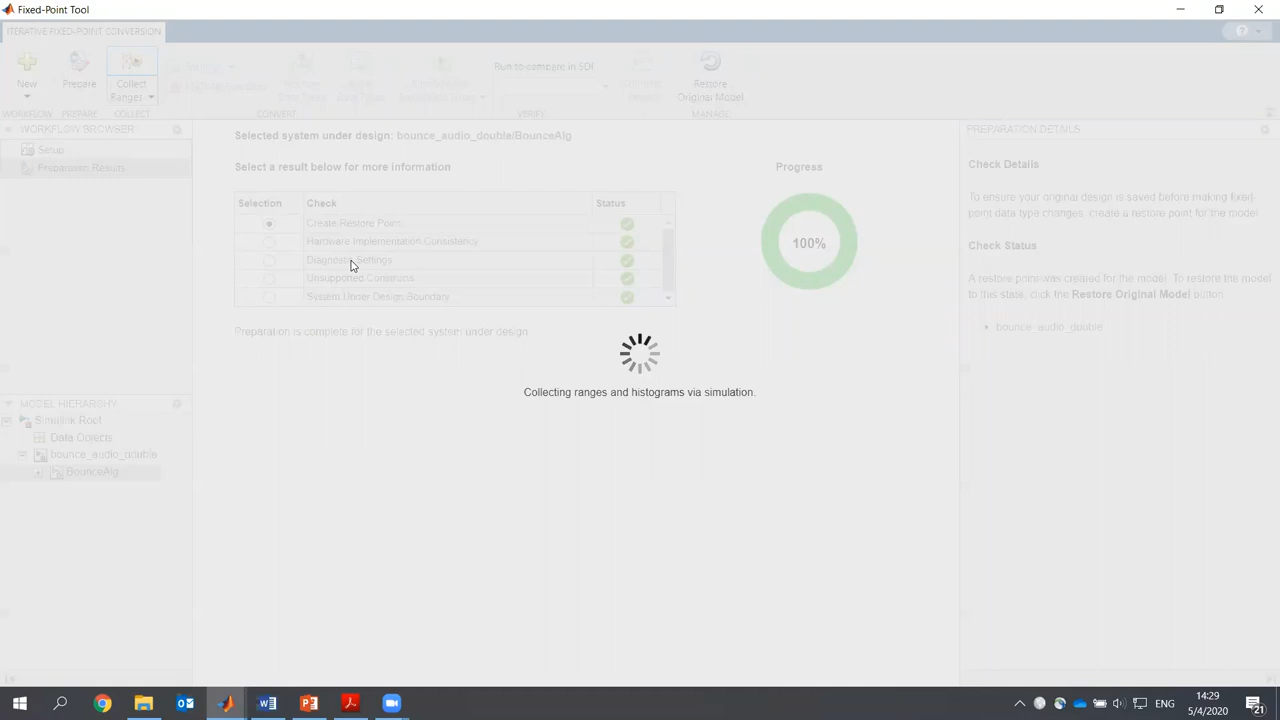 Fixed-Point Tool
ITERATIVE FIXED-POINT CONVERSION
New
Prepare
Collect
Ranges
Run to compare in SDI
Restore
Original Model
WORKFLOW
PREPARE
COLLECT
CONVERT
VERIFY
MANAGE
WORKFLOW BROWSER
Setup
Preparation Results
MODEL HIERARCHY
Simulink Root
Data Objects
bounce_audio_double
BounceAlg
Selected system under design: bounce_audio_double/BounceAlg
Select a result below for more information
Progress
Selection
Check
Status
Create Restore Point
Hardware Implementation Consistency
Diagnostic Settings
Unsupported Constructs
System Under Design Boundary
100%
Preparation is complete for the selected system under design
Collecting ranges and histograms via simulation.
PREPARATION DETAILS
Check Details
To ensure your original design is saved before making fixed-
point data type changes, create a restore point for the model.
Check Status
A restore point was created for the model. To restore the model
to this state, click the Restore Original Model button.
bounce_audio_double
ENG
14:29
5/4/2020
21